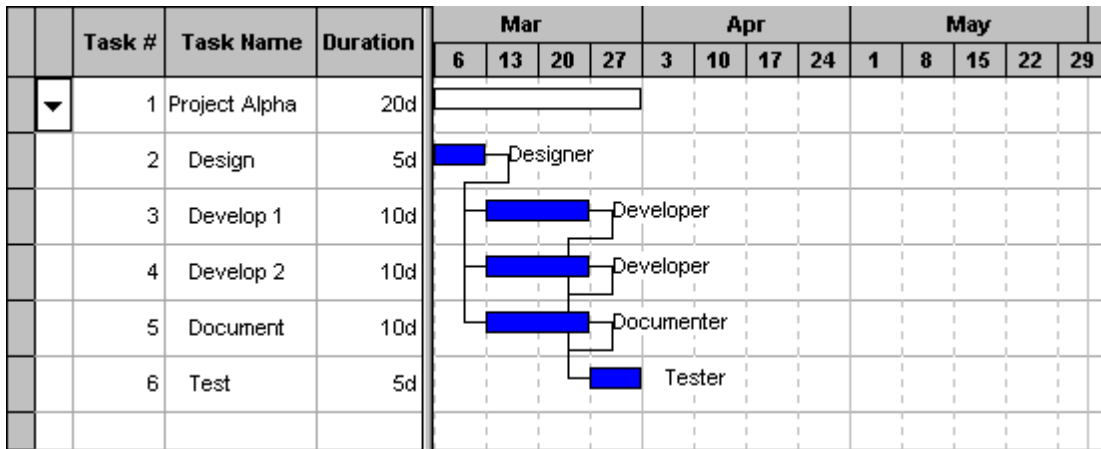 Task # Task Name Duration Mar Apr May
6 13 20 27 3 10 17 24 1 8 15 22 29
1 Project Alpha 20d
2 Design 5d Designer
3 Develop 1 10d Developer
4 Develop 2 10d Developer
5 Document 10d Documenter
6 Test 5d Tester